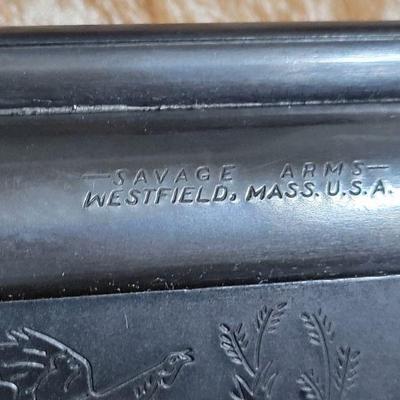 —SAVAGE ARMS—
WESTFIELD, MASS. U.S.A.